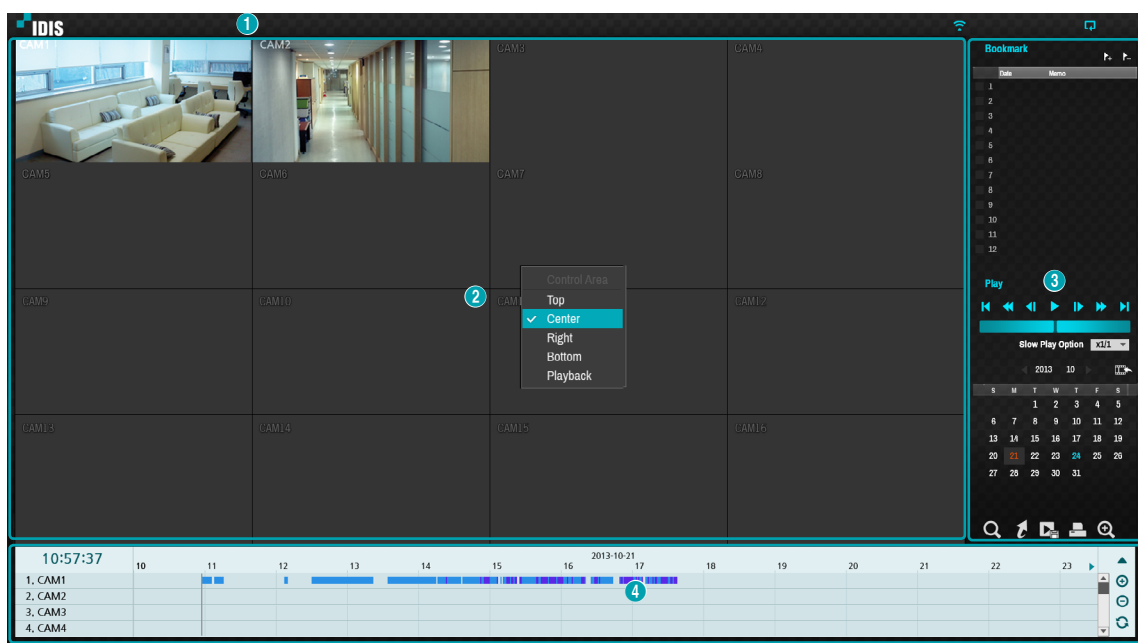 IDIS
1
CAM1
CAM2
CAM3
CAM4
CAM5
CAM6
CAM7
CAM8
CAM9
CAM10
CAM1
CAM12
CAM13
CAM14
CAM15
CAM16
2
Control Area
Top
Center
Right
Bottom
Playback
Bookmark
Date Memo
1
2
3
4
5
6
7
8
9
10
11
12
Play
3
Slow Play Option x1/1
2013 10
S M T W T F S
1 2 3 4 5
6 7 8 9 10 11 12
13 14 15 16 17 18 19
20 21 22 23 24 25 26
27 28 29 30 31
10:57:37
2013-10-21
10 11 12 13 14 15 16 17 18 19 20 21 22 23
1, CAM1
2, CAM2
3, CAM3
4, CAM4
4